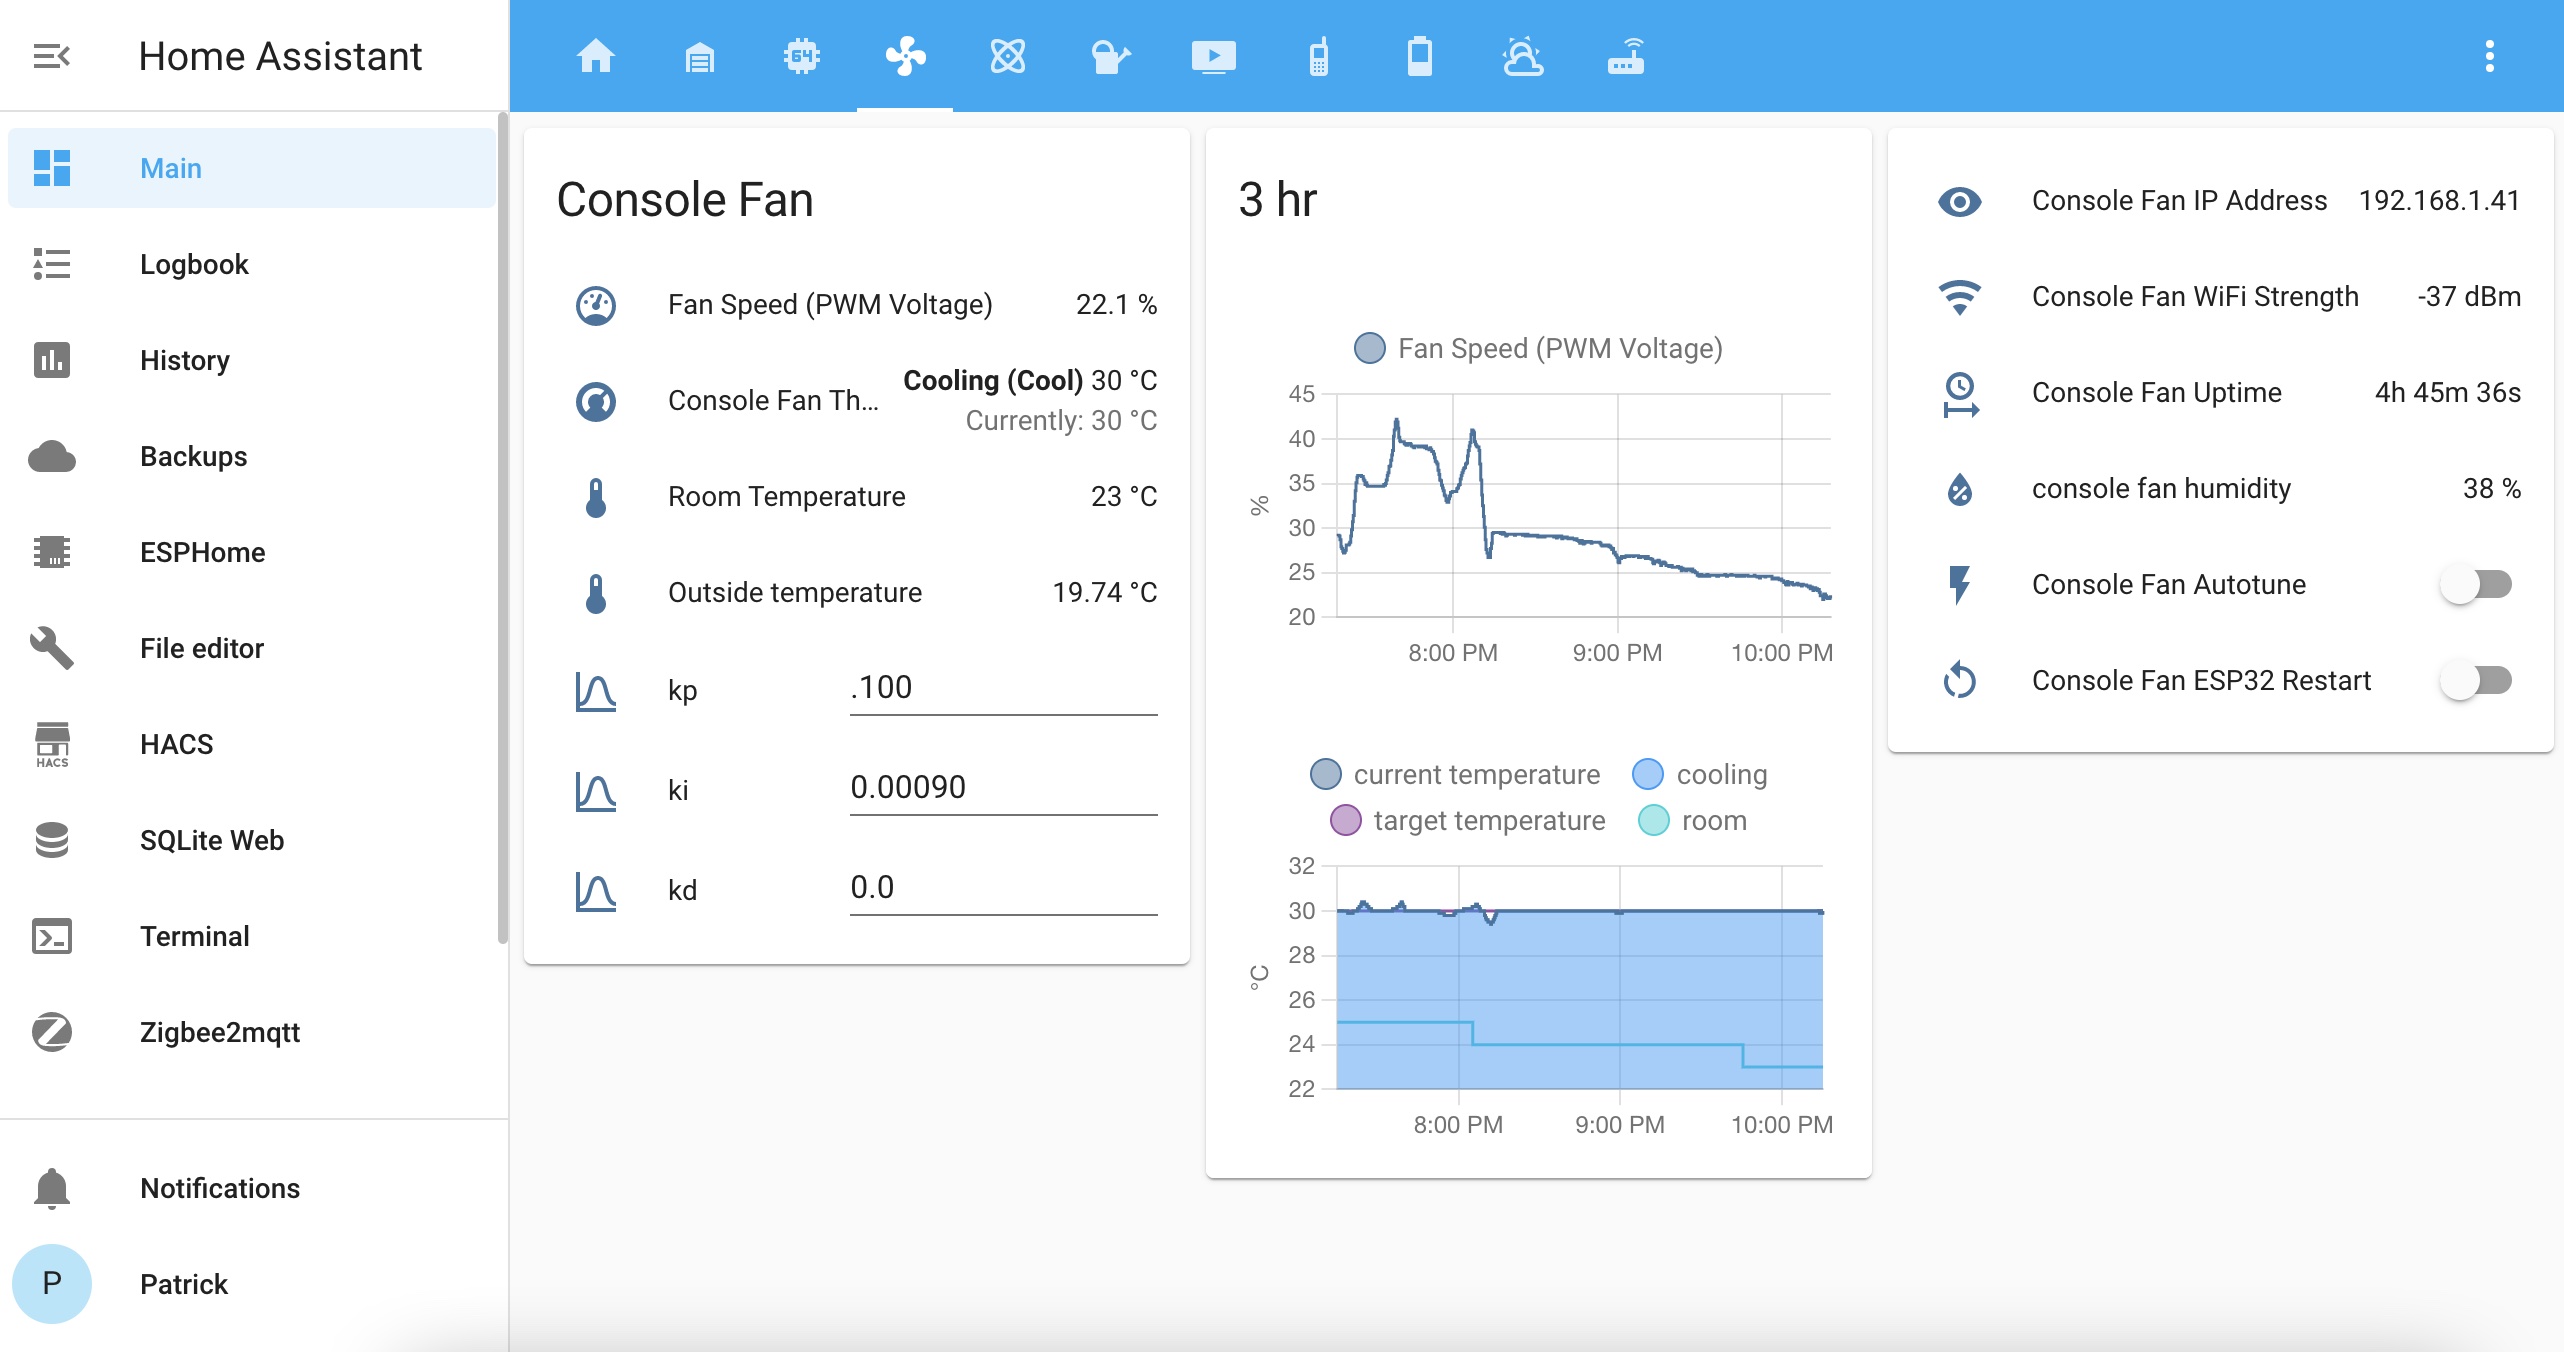 Home Assistant
64
Main
Logbook
History
Backups
ESPHome
File editor
HACS
HACS
SQLite Web
Terminal
Zigbee2mqtt
Notifications
P
Patrick
Console Fan
Fan Speed (PWM Voltage) 22.1 %
Console Fan Th... Cooling (Cool) 30 °C
Currently: 30 °C
Room Temperature 23 °C
Outside temperature 19.74 °C
kp .100
ki 0.00090
kd 0.0
3 hr
Fan Speed (PWM Voltage)
45
40
35
%
30
25
20
8:00 PM 9:00 PM 10:00 PM
current temperature cooling
target temperature room
32
30
28
°C
26
24
22
8:00 PM 9:00 PM 10:00 PM
Console Fan IP Address 192.168.1.41
Console Fan WiFi Strength -37 dBm
Console Fan Uptime 4h 45m 36s
console fan humidity 38 %
Console Fan Autotune
Console Fan ESP32 Restart